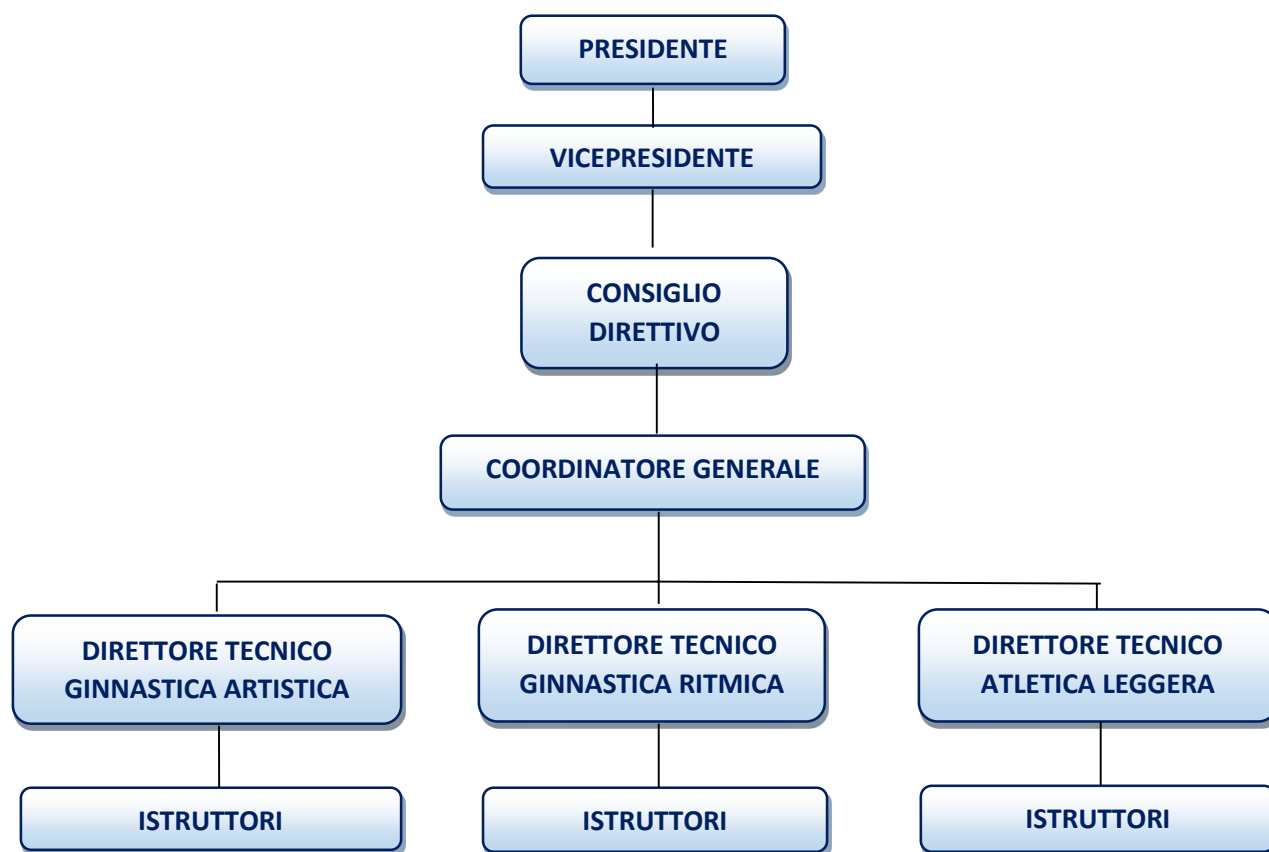 PRESIDENTE
VICEPRESIDENTE
CONSIGLIO
DIRETTIVO
COORDINATORE GENERALE
DIRETTORE TECNICO
GINNASTICA ARTISTICA
DIRETTORE TECNICO
GINNASTICA RITMICA
DIRETTORE TECNICO
ATLETICA LEGGERA
ISTRUTTORI
ISTRUTTORI
ISTRUTTORI